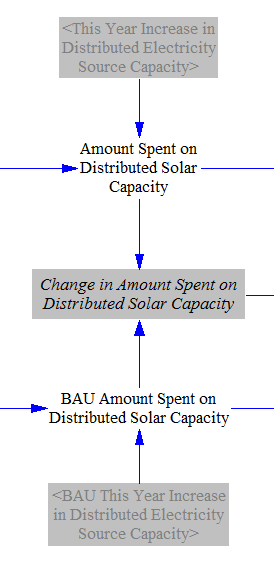 <This Year Increase in
Distributed Electricity
Source Capacity>
Amount Spent on
Distributed Solar
Capacity
Change in Amount Spent on
Distributed Solar Capacity
BAU Amount Spent on
Distributed Solar Capacity
<BAU This Year Increase
in Distributed Electricity
Source Capacity>